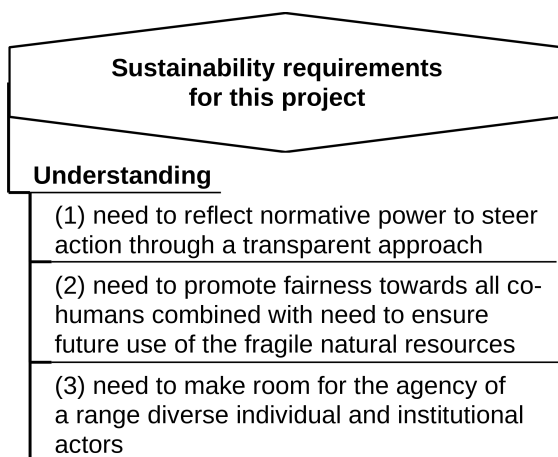 Sustainability requirements
for this project
Understanding
(1) need to reflect normative power to steer
action through a transparent approach
(2) need to promote fairness towards all co-
humans combined with need to ensure
future use of the fragile natural resources
(3) need to make room for the agency of
a range diverse individual and institutional
actors